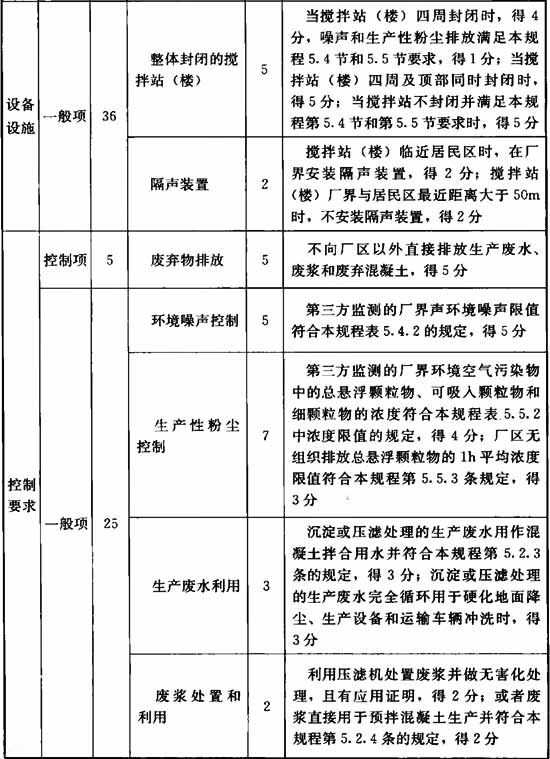 设备
设施
一般项
36
整体封闭的搅
拌站（楼）
5
当搅拌站（楼）四周封闭时，得4
分，噪声和生产性粉尘排放满足本规
程5.4节和5.5节要求，得1分；当搅
拌站（楼）四周及顶部同时封闭时，
得5分；当搅拌站不封闭并满足本规
程第5.4节和第5.5节要求时，得5分
隔声装置
2
搅拌站（楼）临近居民区时，在厂
界安装隔声装置，得2分；搅拌站
（楼）厂界与居民区最近距离大于50m
时，不安装隔声装置，得2分
控制
要求
控制项
5
废弃物排放
5
不向厂区以外直接排放生产废水、
废浆和废弃混凝土，得5分
一般项
25
环境噪声控制
5
第三方监测的厂界声环境噪声限值
符合本规程表5.4.2的规定，得5分
生产性粉尘
控制
7
第三方监测的厂界环境空气污染物
中的总悬浮颗粒物、可吸入颗粒物和
细颗粒物的浓度符合本规程表5.5.2
中浓度限值的规定，得4分；厂区无
组织排放总悬浮颗粒物的1h平均浓度
限值符合本规程第5.5.3条规定，得
3分
生产废水利用
3
沉淀或压滤处理的生产废水用作混
凝土拌合用水并符合本规程第5.2.3
条的规定，得3分；沉淀或压滤处理
的生产废水完全循环用于硬化地面降
尘、生产设备和运输车辆冲洗时，得
3分
废浆处置和
利用
2
利用压滤机处置废浆并做无害化处
理，且有应用证明，得2分；或者废
浆直接用于预拌混凝土生产并符合本
规程第5.2.4条的规定，得2分